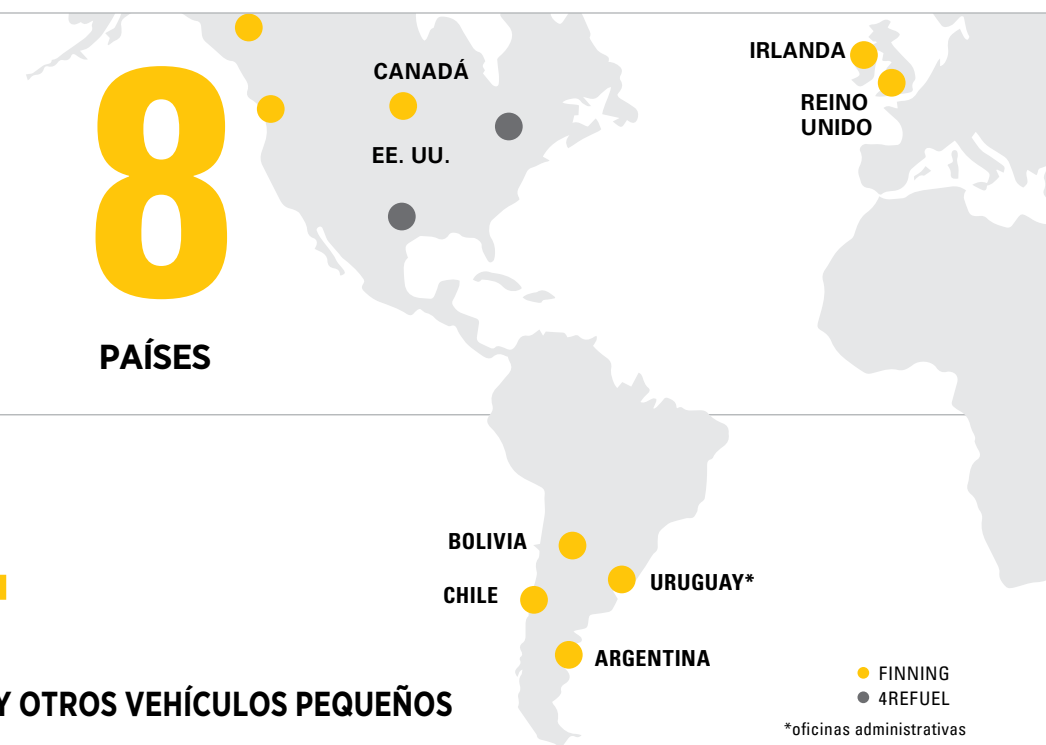 8
PAÍSES
CANADÁ
EE. UU.
IRLANDA
REINO
UNIDO
BOLIVIA
CHILE
URUGUAY*
ARGENTINA
Y OTROS VEHÍCULOS PEQUEÑOS
FINNING
4REFUEL
*oficinas administrativas